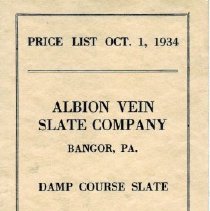 PRICE LIST OCT. 1, 1934
ALBION VEIN
SLATE COMPANY
BANGOR, PA.
DAMP COURSE SLATE